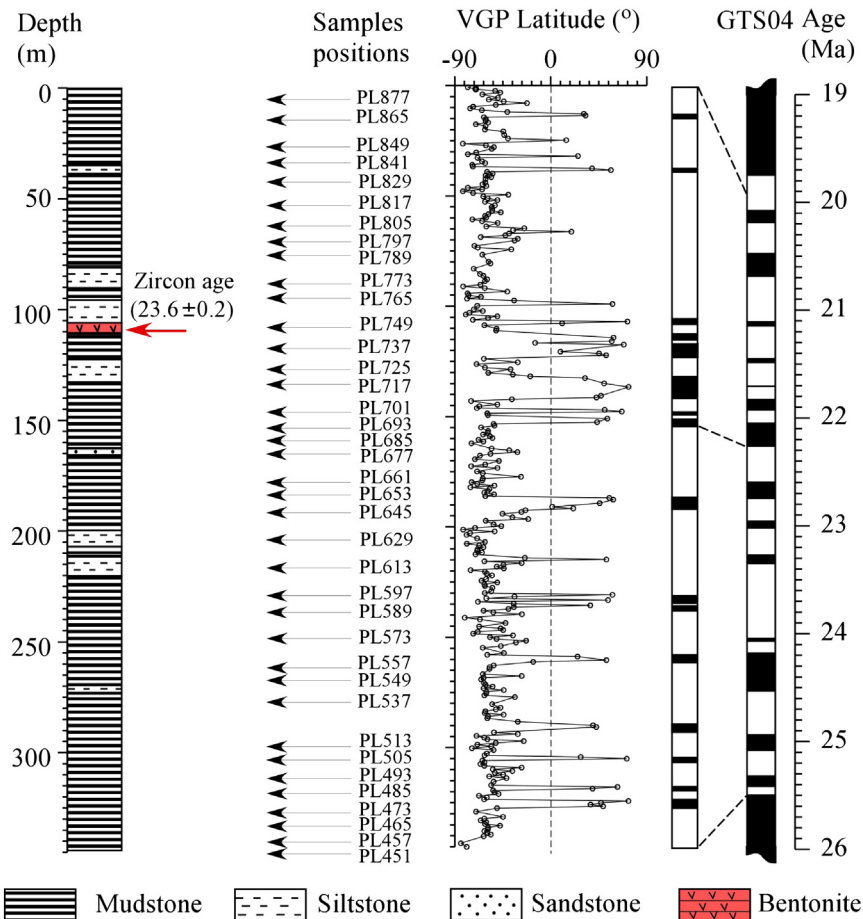 Depth
(m)
Samples
positions
VGP Latitude (º)
-90
0
90
GTS04
Age
(Ma)
0
50
100
150
200
250
300
Zircon age
(23.6±0.2)
PL877
PL865
PL849
PL841
PL829
PL817
PL805
PL797
PL789
PL773
PL765
PL749
PL737
PL725
PL717
PL701
PL693
PL685
PL677
PL661
PL653
PL645
PL629
PL613
PL597
PL589
PL573
PL557
PL549
PL537
PL513
PL505
PL493
PL485
PL473
PL465
PL457
PL451
19
20
21
22
23
24
25
26
Mudstone
Siltstone
Sandstone
Bentonite